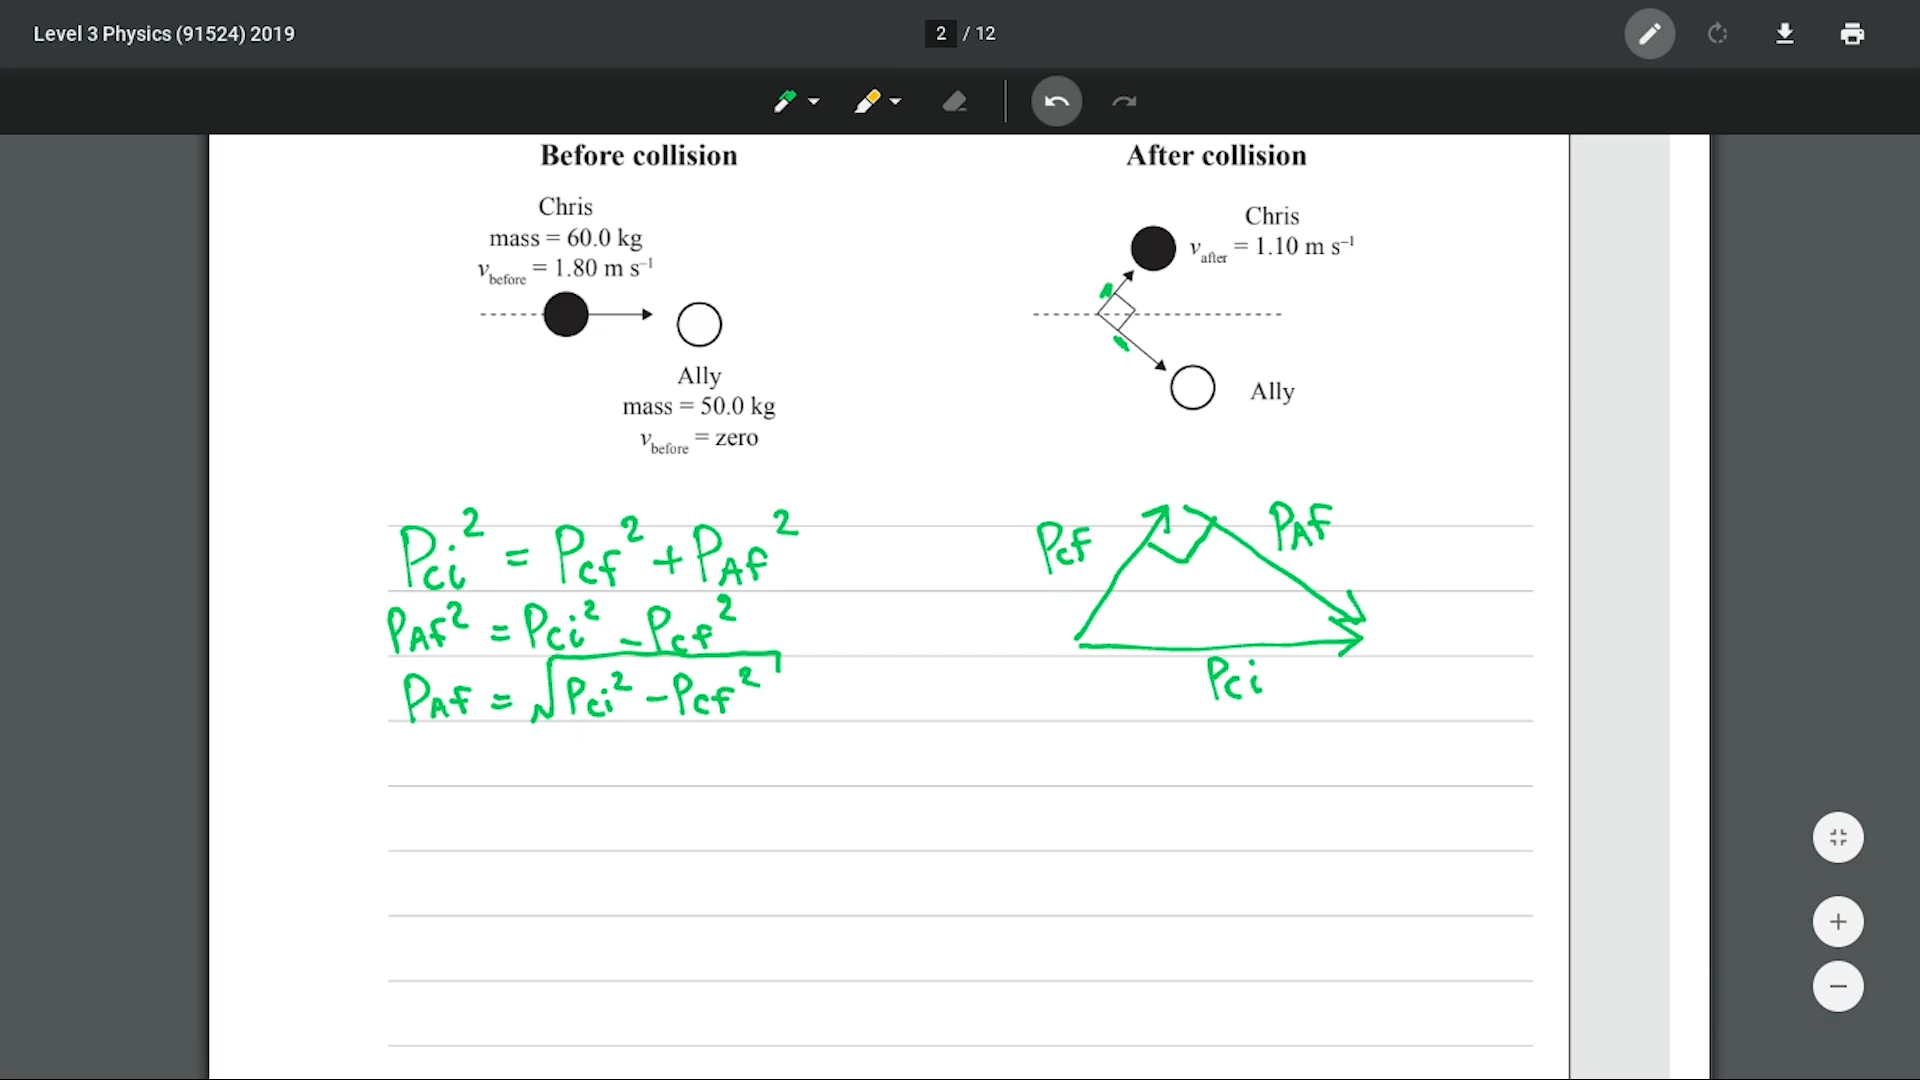 Level 3 Physics (91524) 2019
2 / 12
Before collision
After collision
Chris
mass = 60.0 kg
v_before = 1.80 m s⁻¹
Ally
mass = 50.0 kg
v_before = zero
Chris
v_after = 1.10 m s⁻¹
Ally
Pci² = Pcf² + PAf²
PAf² = Pci² - Pcf²
PAf = √Pci² - Pcf²
Pcf
PAf
Pci